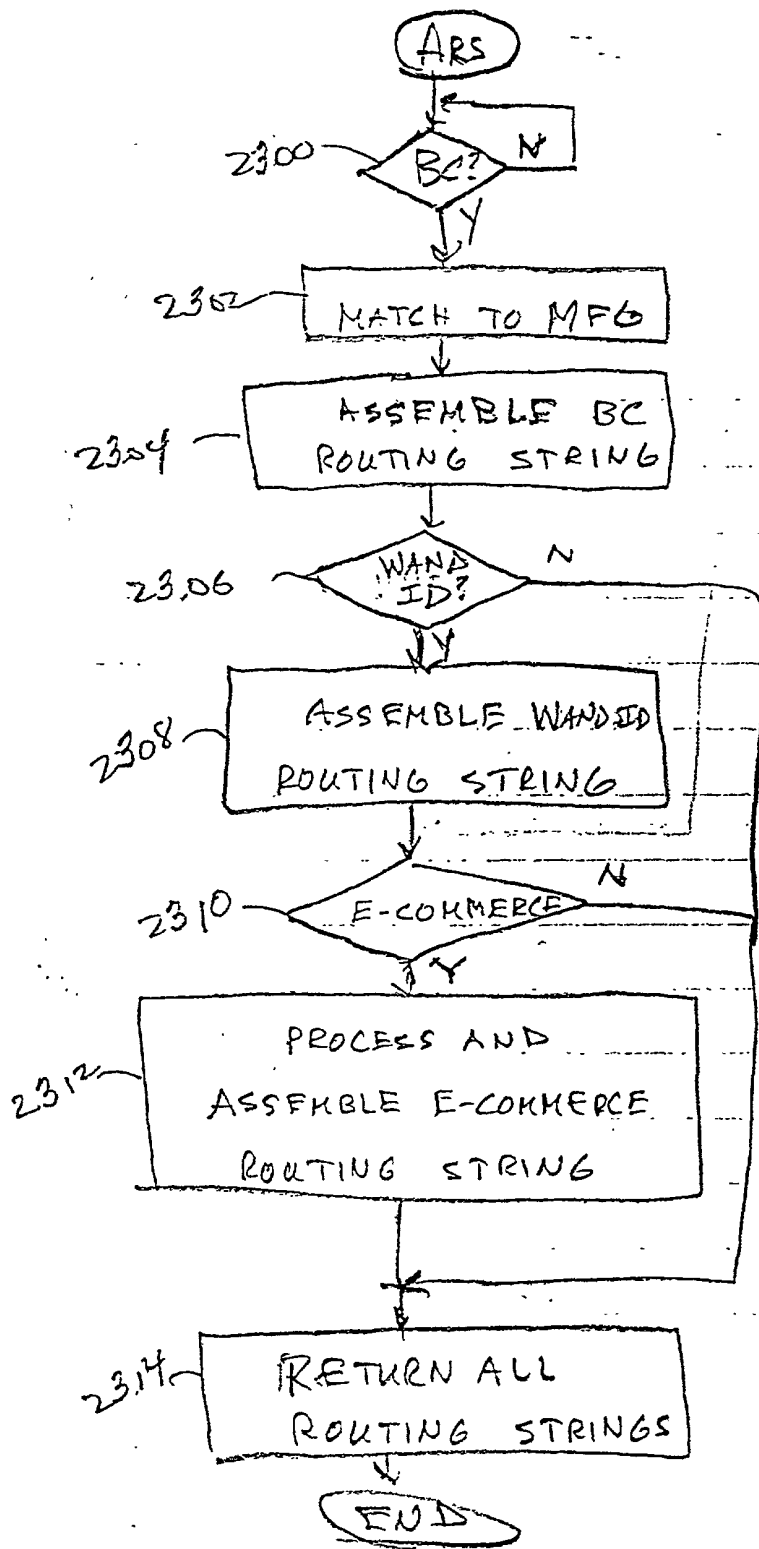 ARS
2300
BC?
N
Y
2302
MATCH TO MFG
2304
ASSEMBLE BC
ROUTING STRING
2306
WAND
ID?
N
Y
2308
ASSEMBLE WAND ID
ROUTING STRING
2310
E-COMMERCE
N
Y
2312
PROCESS AND
ASSEMBLE E-COMMERCE
ROUTING STRING
2314
RETURN ALL
ROUTING STRINGS
END